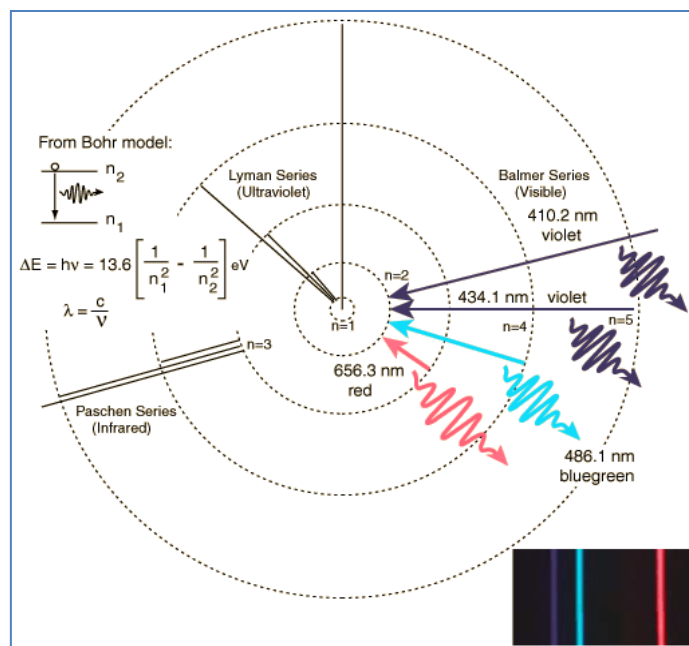 From Bohr model:
n₂
n₁
ΔE = hν = 13.6 [ 1/n₁² - 1/n₂² ] eV
λ = c/ν
Lyman Series
(Ultraviolet)
Balmer Series
(Visible)
410.2 nm
violet
n=2
434.1 nm violet
n=1
n=4
n=5
n=3
656.3 nm
red
Paschen Series
(Infrared)
486.1 nm
bluegreen